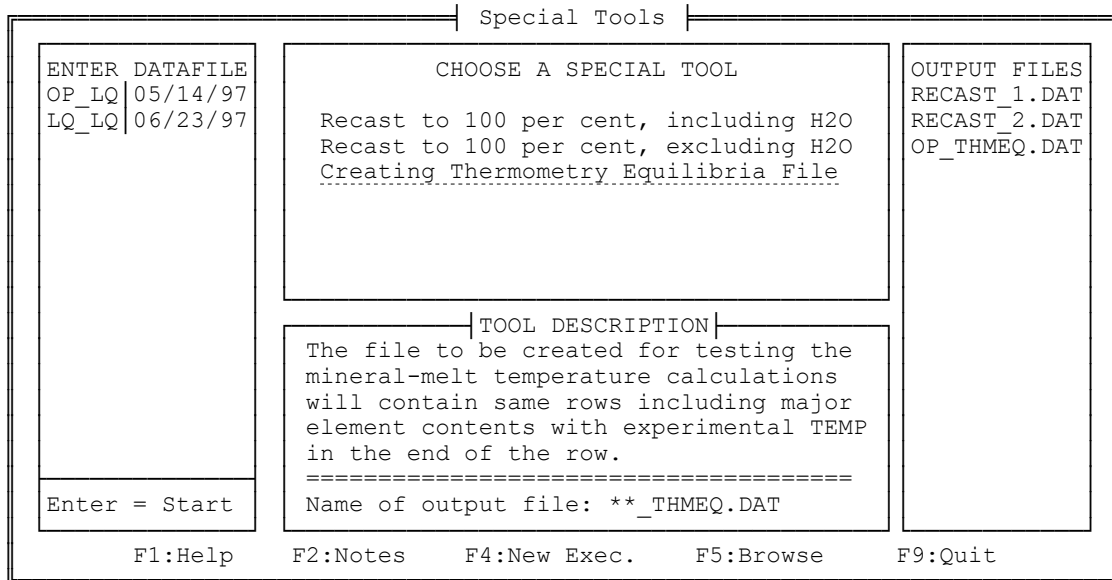 Special Tools
ENTER DATAFILE
OP_LQ|05/14/97
LQ_LQ|06/23/97
Enter = Start
CHOOSE A SPECIAL TOOL
Recast to 100 per cent, including H2O
Recast to 100 per cent, excluding H2O
Creating Thermometry Equilibria File
TOOL DESCRIPTION
The file to be created for testing the
mineral-melt temperature calculations
will contain same rows including major
element contents with experimental TEMP
in the end of the row.
======================================
Name of output file: **_THMEQ.DAT
OUTPUT FILES
RECAST_1.DAT
RECAST_2.DAT
OP_THMEQ.DAT
F1:Help F2:Notes F4:New Exec. F5:Browse F9:Quit